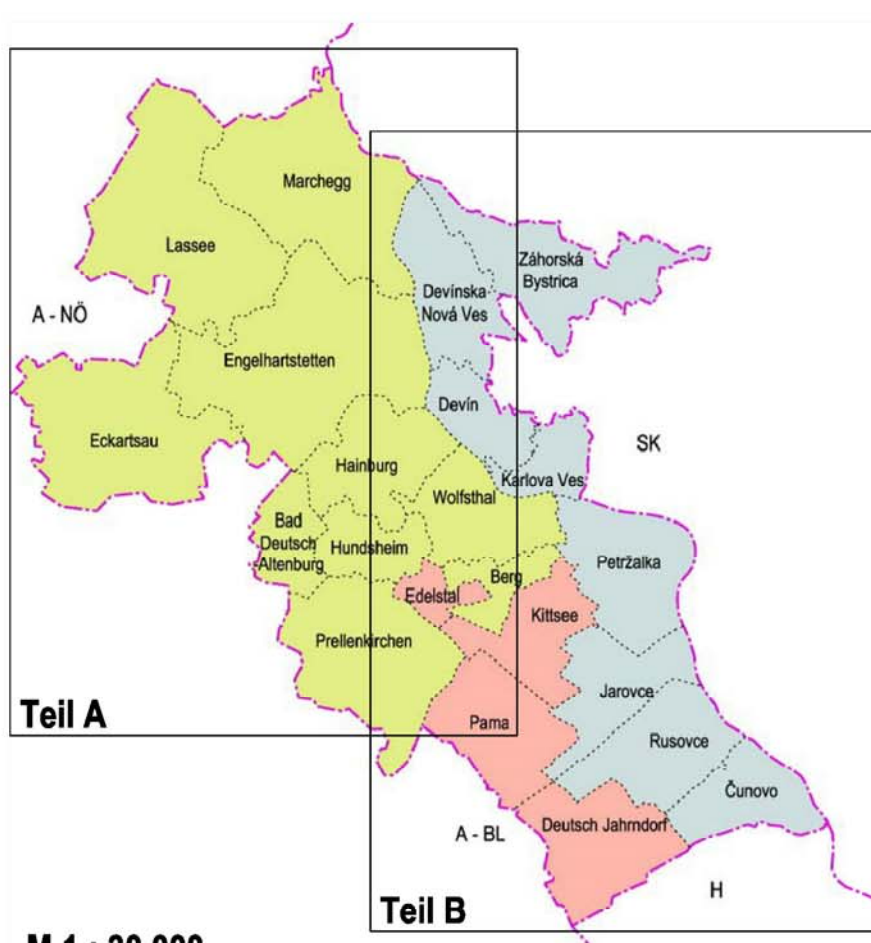 Marchegg
Lassee
Záhorská
Bystrica
Devínska
Nová Ves
A - NÖ
Engelhartstetten
Devín
Eckartsau
SK
Hainburg
Karlova Ves
Wolfsthal
Bad
Deutsch
-Altenburg
Hundsheim
Petržalka
Berg
Edelstal
Kittsee
Prellenkirchen
Jarovce
Teil A
Pama
Rusovce
Čunovo
A - BL
Deutsch Jahrndorf
H
Teil B